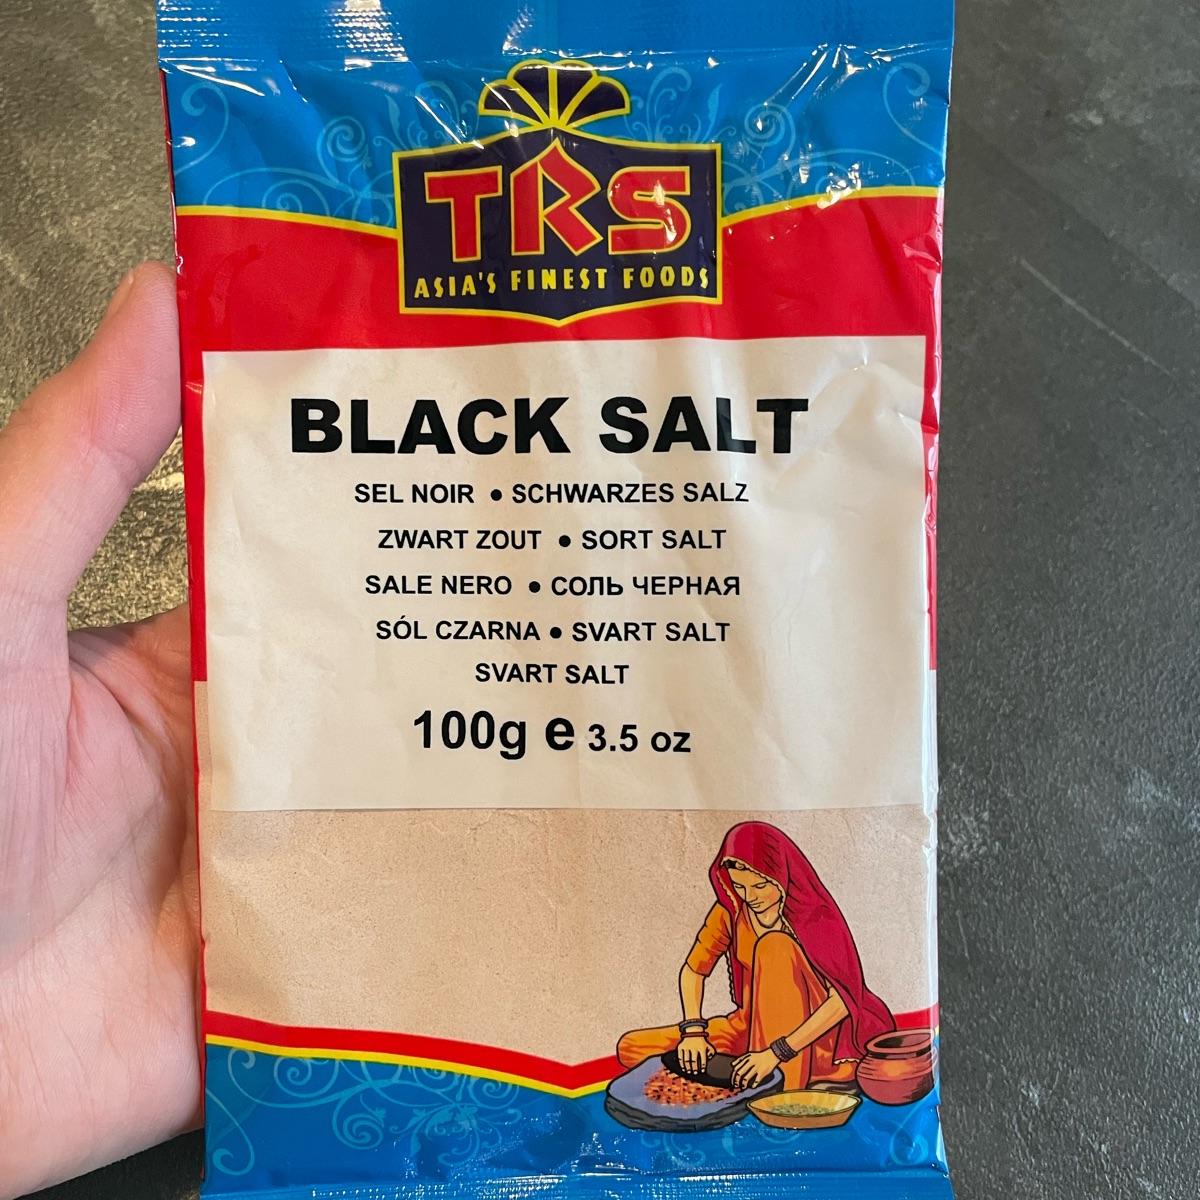 TRS
ASIA'S FINEST FOODS
BLACK SALT
SEL NOIR • SCHWARZES SALZ
ZWART ZOUT • SORT SALT
SALE NERO • СОЛЬ ЧЕРНАЯ
SÓL CZARNA • SVART SALT
SVART SALT
100g e 3.5 oz